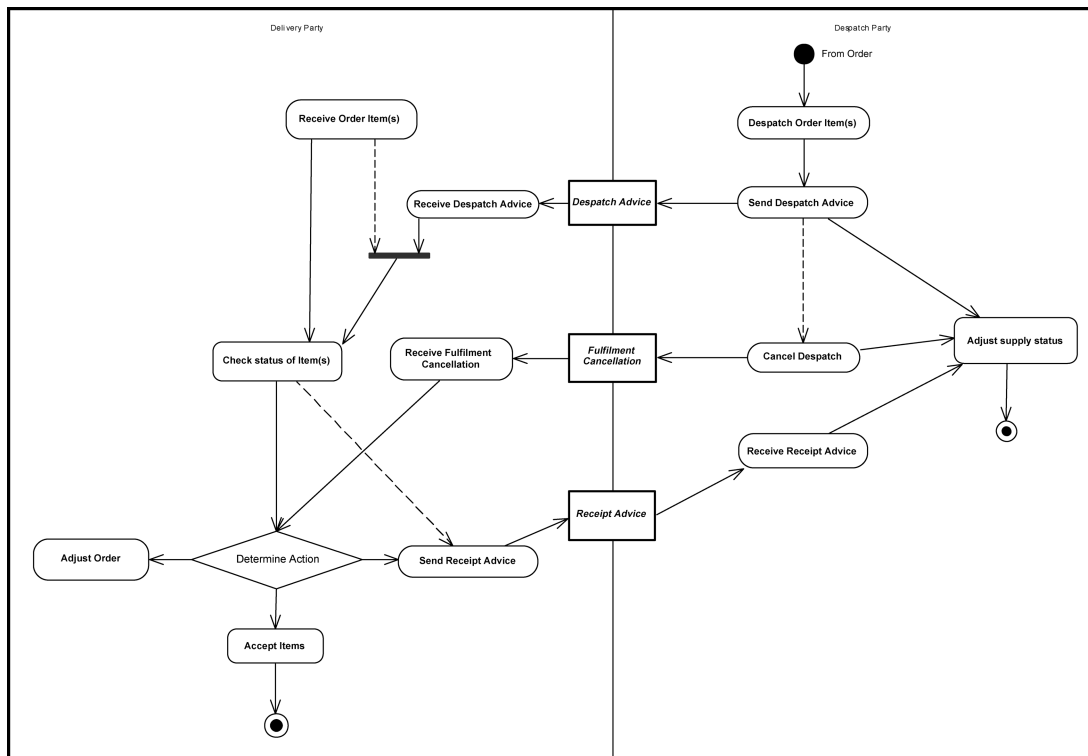 Delivery Party
Despatch Party
From Order
Receive Order Item(s)
Despatch Order Item(s)
Receive Despatch Advice
Despatch Advice
Send Despatch Advice
Check status of Item(s)
Receive Fulfilment
Cancellation
Fulfilment
Cancellation
Cancel Despatch
Adjust supply status
Receive Receipt Advice
Receipt Advice
Adjust Order
Determine Action
Send Receipt Advice
Accept Items